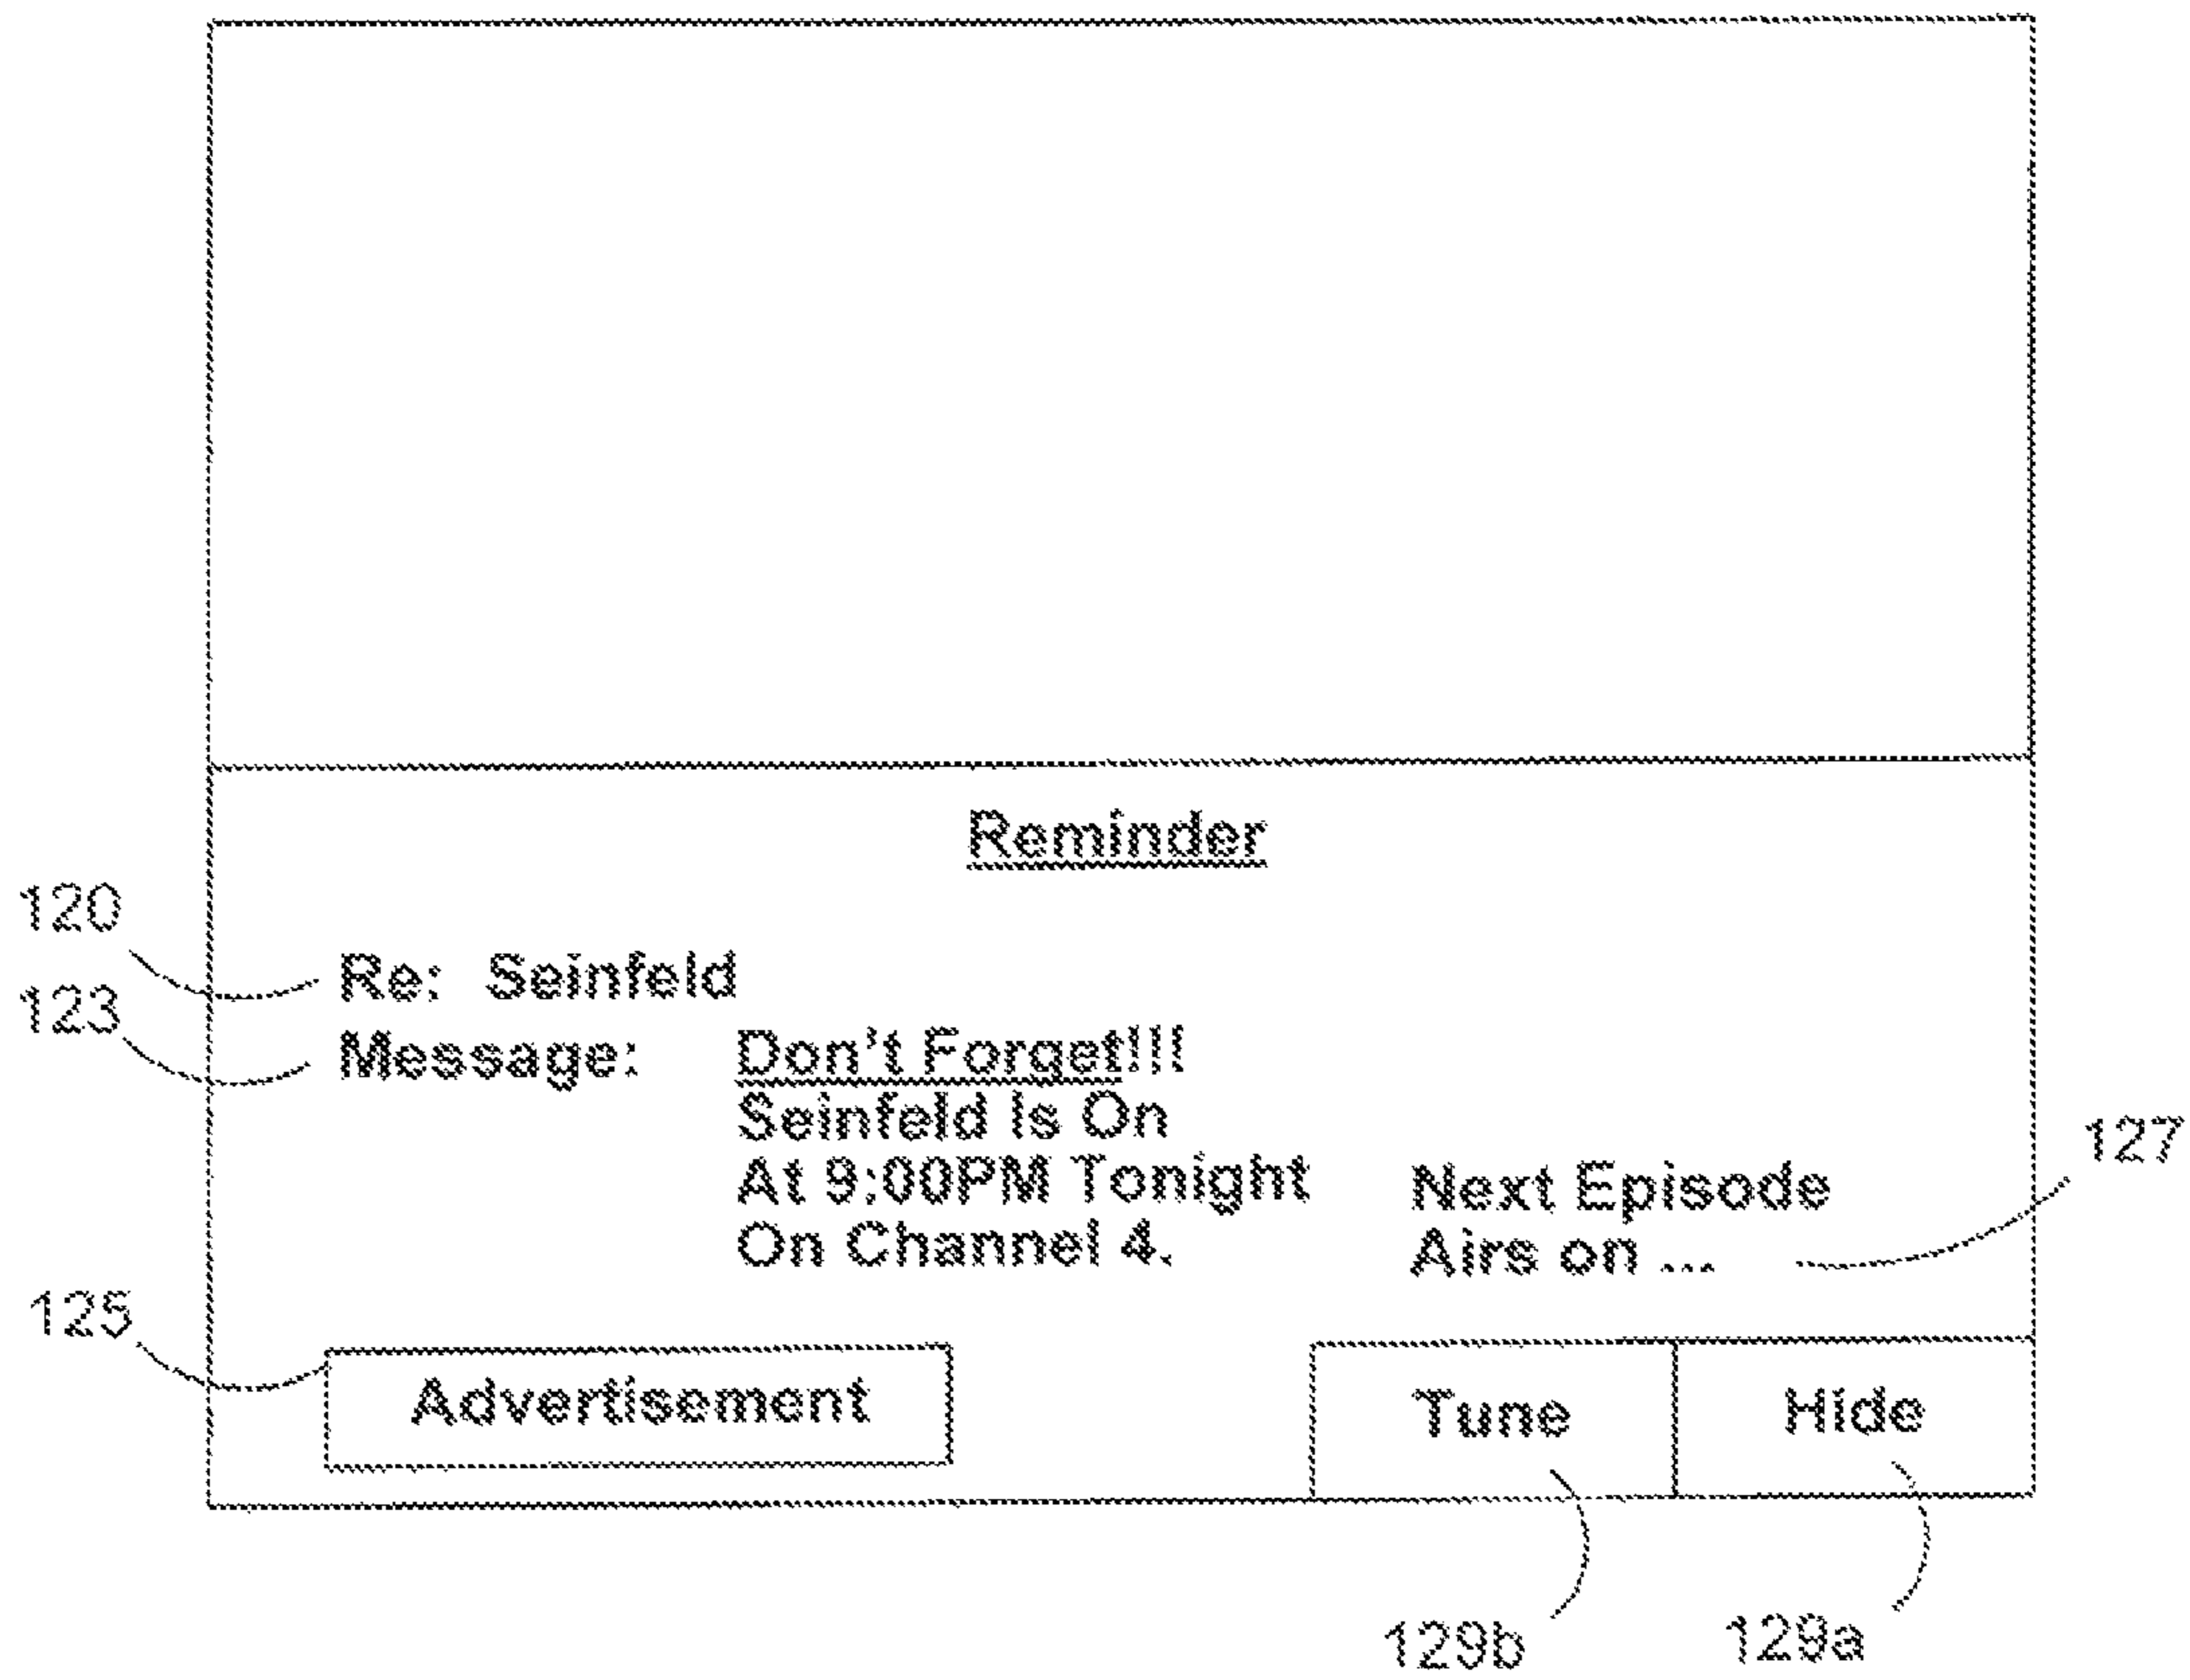 Reminder
120
Re: Seinfeld
123
Message: Don't Forget!!!
Seinfeld Is On
At 9:00PM Tonight
On Channel 4.
127
Next Episode
Airs on ...
125
Advertisement
Tune
Hide
129b
129a